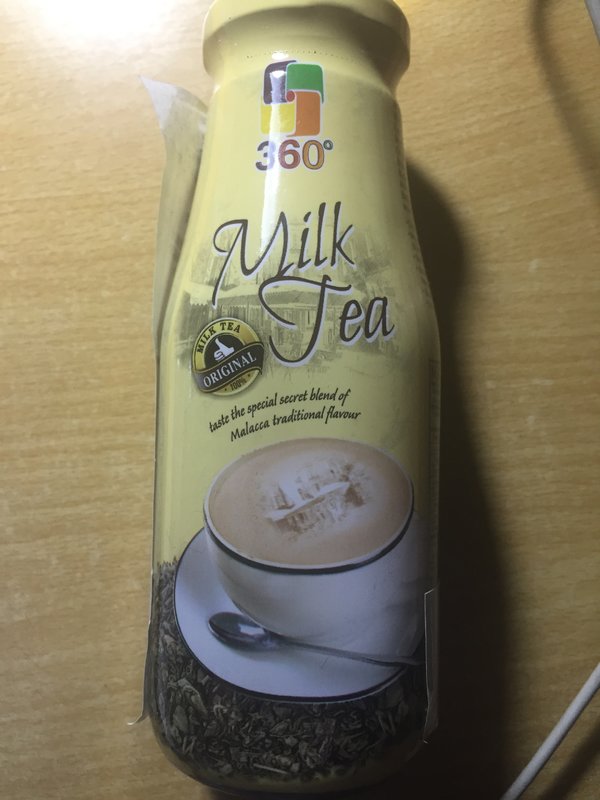 360°
Milk
Tea
MILK TEA
ORIGINAL
100%
taste the special secret blend of
Malacca traditional flavour